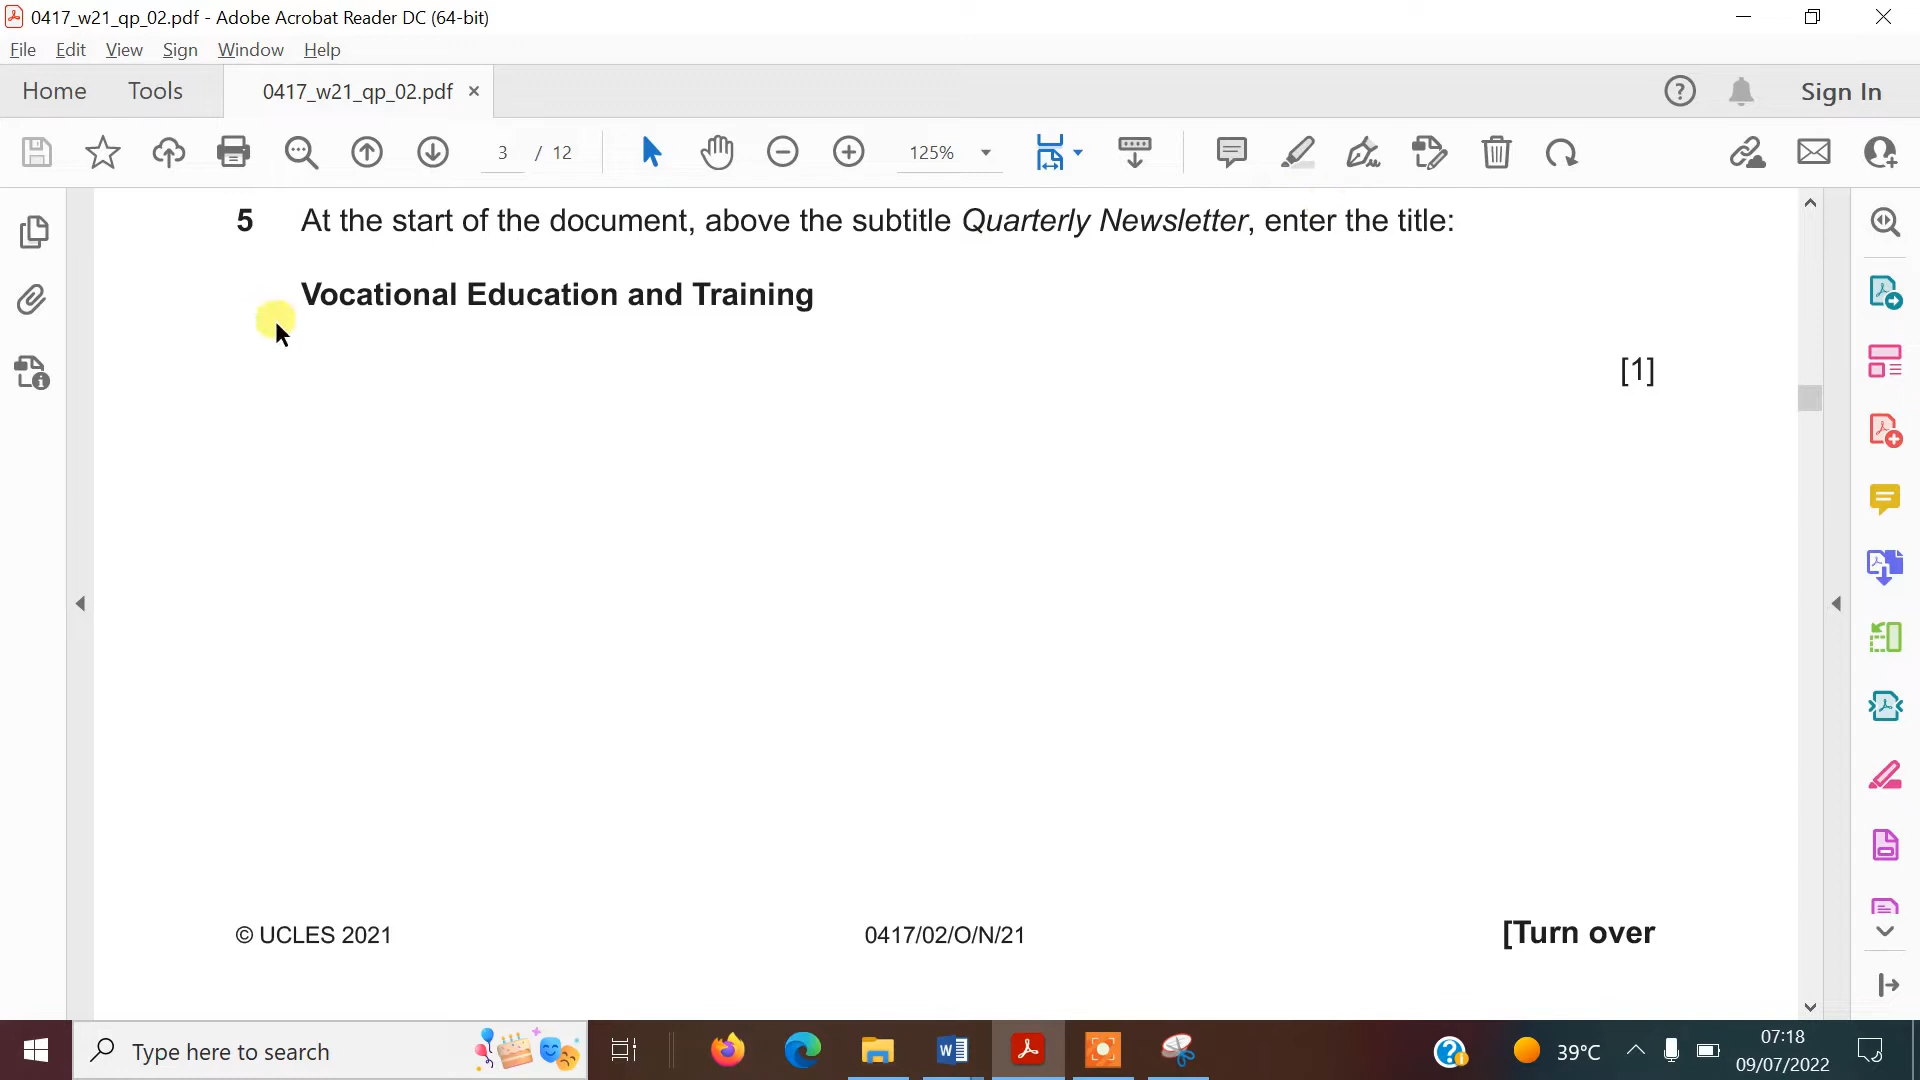 0417_w21_qp_02.pdf - Adobe Acrobat Reader DC (64-bit)
File Edit View Sign Window Help
Home Tools 0417_w21_qp_02.pdf × Sign In
3 / 12 125%
5 At the start of the document, above the subtitle Quarterly Newsletter, enter the title:
Vocational Education and Training
[1]
© UCLES 2021 0417/02/O/N/21 [Turn over
Type here to search 39°C 07:18
09/07/2022